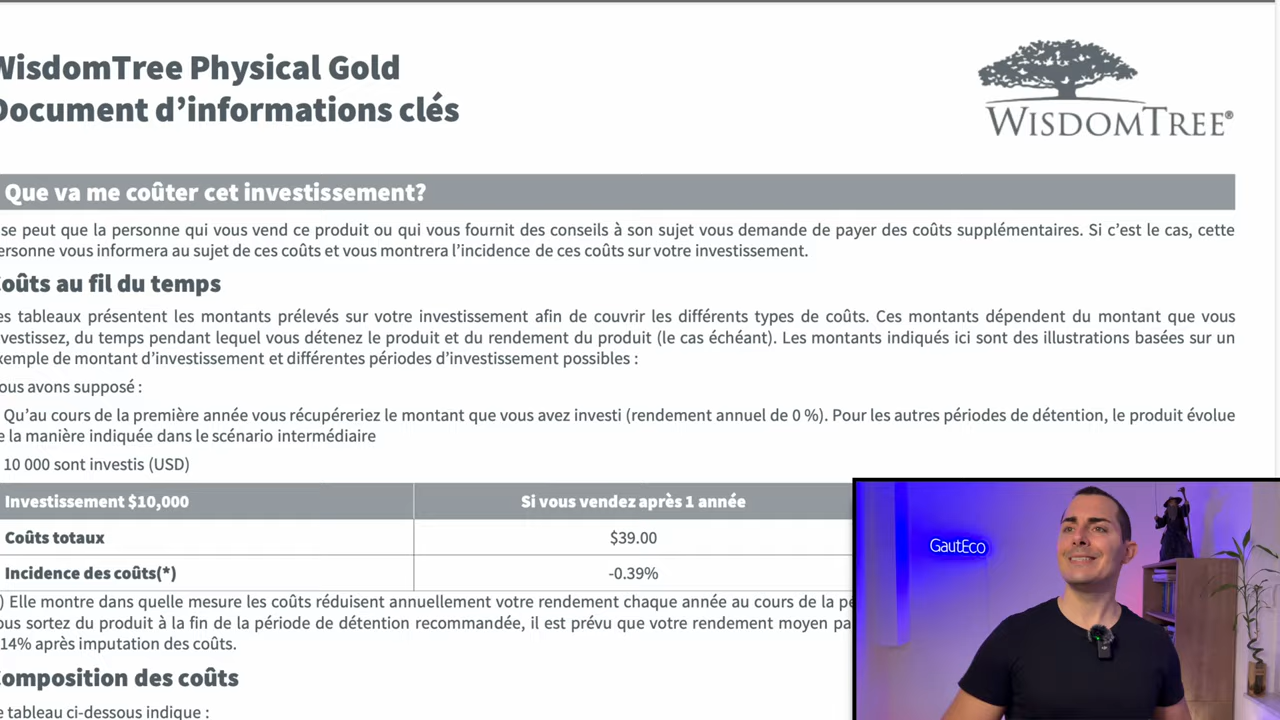 WisdomTree Physical Gold
Document d'informations clés
WISDOMTREE®
Que va me coûter cet investissement?
se peut que la personne qui vous vend ce produit ou qui vous fournit des conseils à son sujet vous demande de payer des coûts supplémentaires. Si c'est le cas, cette
ersonne vous informera au sujet de ces coûts et vous montrera l'incidence de ces coûts sur votre investissement.
oûts au fil du temps
es tableaux présentent les montants prélevés sur votre investissement afin de couvrir les différents types de coûts. Ces montants dépendent du montant que vous
vestissez, du temps pendant lequel vous détenez le produit et du rendement du produit (le cas échéant). Les montants indiqués ici sont des illustrations basées sur un
xemple de montant d'investissement et différentes périodes d'investissement possibles :
ous avons supposé :
Qu'au cours de la première année vous récupéreriez le montant que vous avez investi (rendement annuel de 0 %). Pour les autres périodes de détention, le produit évolue
e la manière indiquée dans le scénario intermédiaire
10 000 sont investis (USD)
Investissement $10,000 Si vous vendez après 1 année
Coûts totaux $39.00
Incidence des coûts(*) -0.39%
) Elle montre dans quelle mesure les coûts réduisent annuellement votre rendement chaque année au cours de la pé
ous sortez du produit à la fin de la période de détention recommandée, il est prévu que votre rendement moyen pa
14% après imputation des coûts.
omposition des coûts
e tableau ci-dessous indique :
GautEco